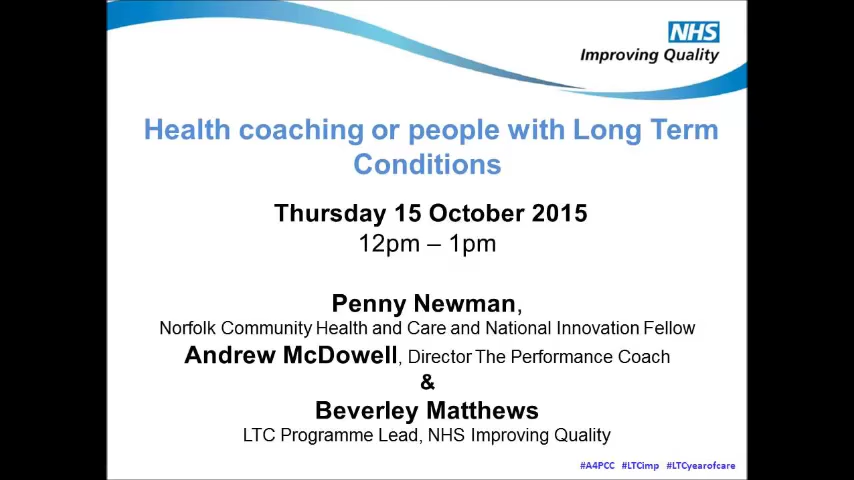 NHS
Improving Quality
Health coaching or people with Long Term
Conditions
Thursday 15 October 2015
12pm – 1pm
Penny Newman,
Norfolk Community Health and Care and National Innovation Fellow
Andrew McDowell, Director The Performance Coach
&
Beverley Matthews
LTC Programme Lead, NHS Improving Quality
#A4PCC #LTCimp #LTCyearofcare